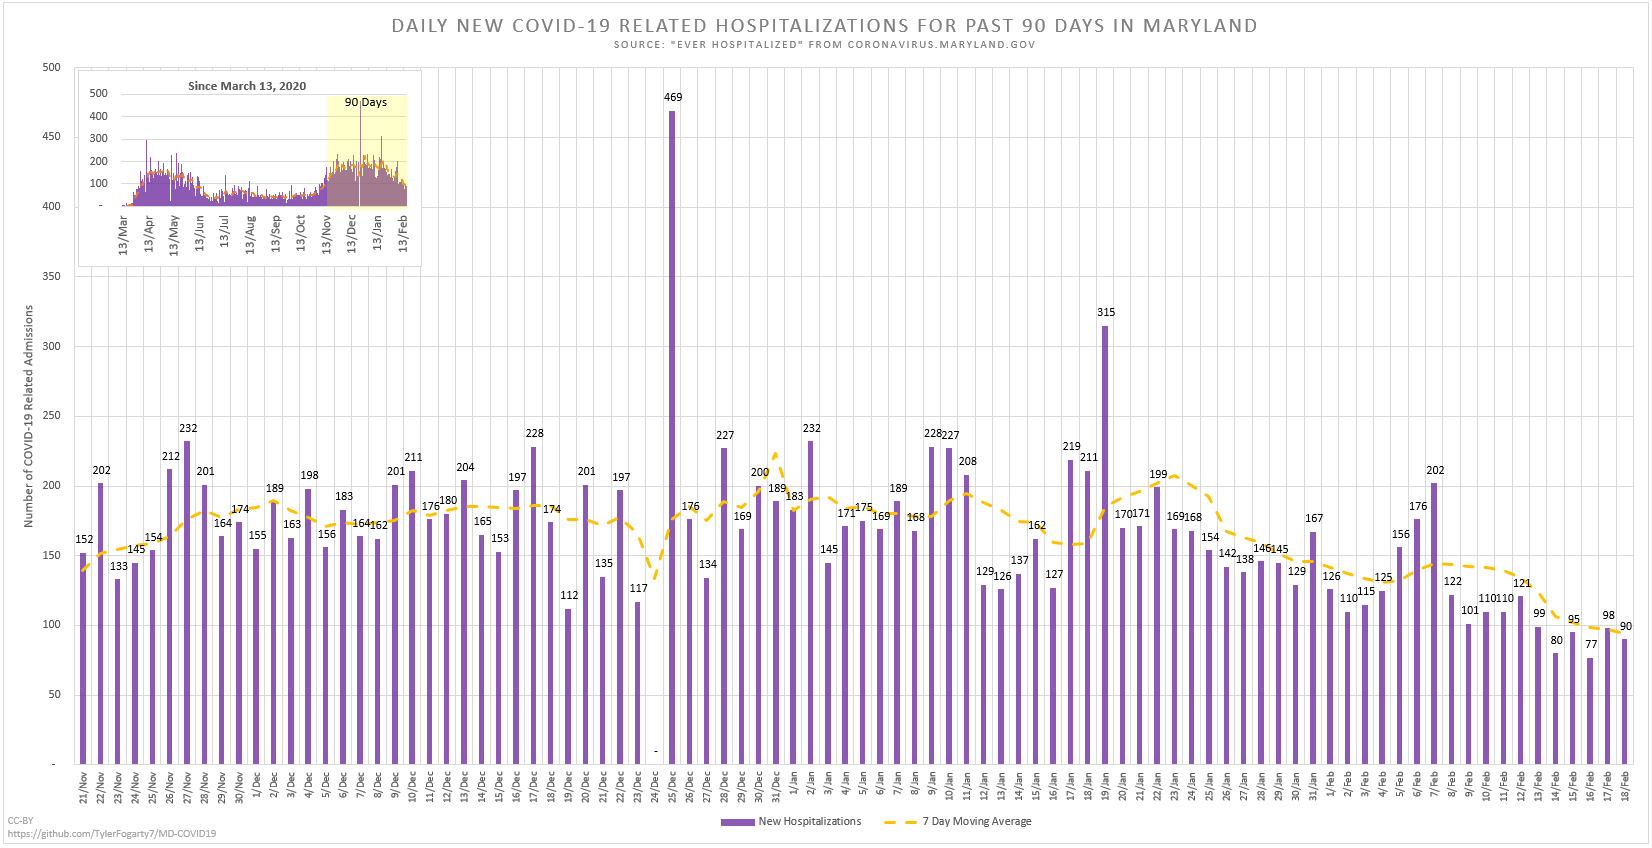 DAILY NEW COVID-19 RELATED HOSPITALIZATIONS FOR PAST 90 DAYS IN MARYLAND
SOURCE: "EVER HOSPITALIZED" FROM CORONAVIRUS.MARYLAND.GOV
Number of COVID-19 Related Admissions
500
450
400
350
300
250
200
150
100
50
-
Since March 13, 2020
90 Days
500
400
300
200
100
-
13/Mar 13/Apr 13/May 13/Jun 13/Jul 13/Aug 13/Sep 13/Oct 13/Nov 13/Dec 13/Jan 13/Feb
152 202 133 145 154 212 232 201 164 174 155 189 163 198 156 183 164 162 201 211 176 180 204 165 153 197 228 174 112 201 135 197 117 - 469 176 134 227 169 200 189 183 232 145 171 175 169 189 168 228 227 208 129 126 137 162 127 219 211 315 170 171 199 169 168 154 142 138 146 145 129 167 126 110 115 125 156 176 202 122 101 110 110 121 99 80 95 77 98 90
21/Nov 22/Nov 23/Nov 24/Nov 25/Nov 26/Nov 27/Nov 28/Nov 29/Nov 30/Nov 1/Dec 2/Dec 3/Dec 4/Dec 5/Dec 6/Dec 7/Dec 8/Dec 9/Dec 10/Dec 11/Dec 12/Dec 13/Dec 14/Dec 15/Dec 16/Dec 17/Dec 18/Dec 19/Dec 20/Dec 21/Dec 22/Dec 23/Dec 24/Dec 25/Dec 26/Dec 27/Dec 28/Dec 29/Dec 30/Dec 31/Dec 1/Jan 2/Jan 3/Jan 4/Jan 5/Jan 6/Jan 7/Jan 8/Jan 9/Jan 10/Jan 11/Jan 12/Jan 13/Jan 14/Jan 15/Jan 16/Jan 17/Jan 18/Jan 19/Jan 20/Jan 21/Jan 22/Jan 23/Jan 24/Jan 25/Jan 26/Jan 27/Jan 28/Jan 29/Jan 30/Jan 31/Jan 1/Feb 2/Feb 3/Feb 4/Feb 5/Feb 6/Feb 7/Feb 8/Feb 9/Feb 10/Feb 11/Feb 12/Feb 13/Feb 14/Feb 15/Feb 16/Feb 17/Feb 18/Feb
New Hospitalizations 7 Day Moving Average
CC-BY
https://github.com/TylerFogarty7/MD-COVID19